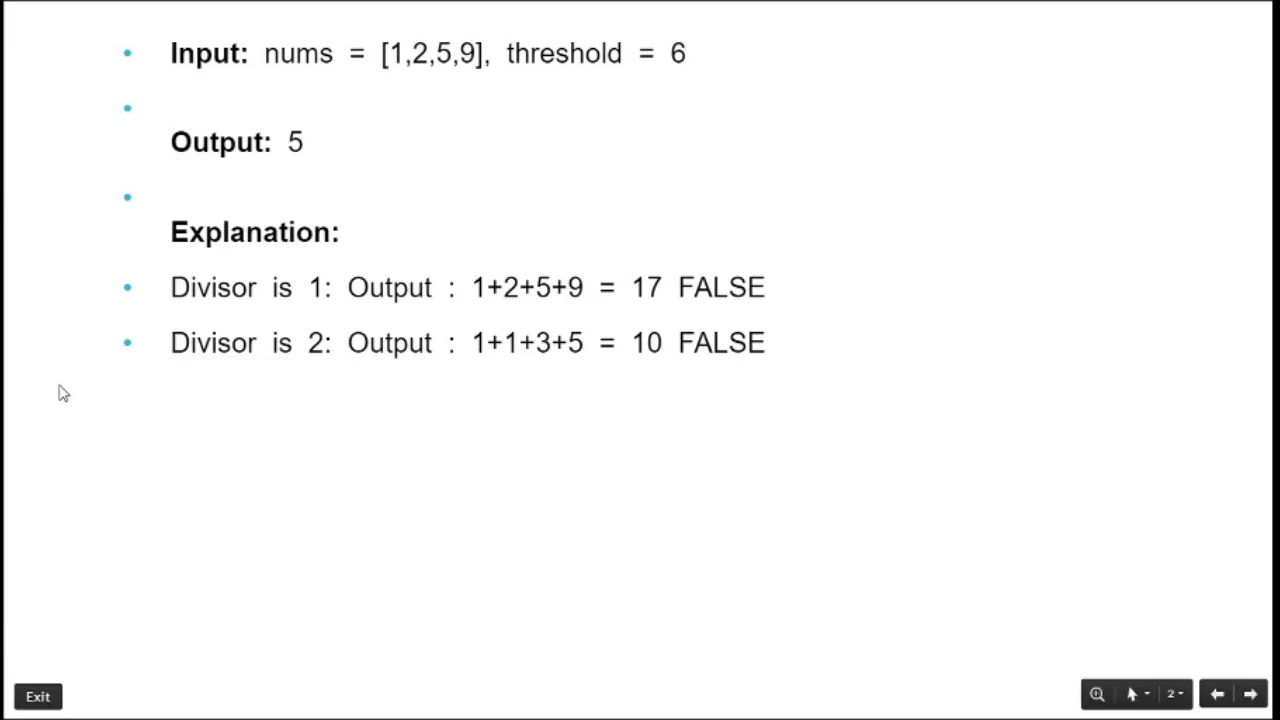 Input: nums = [1,2,5,9], threshold = 6
Output: 5
Explanation:
Divisor is 1: Output : 1+2+5+9 = 17 FALSE
Divisor is 2: Output : 1+1+3+5 = 10 FALSE
Exit
2